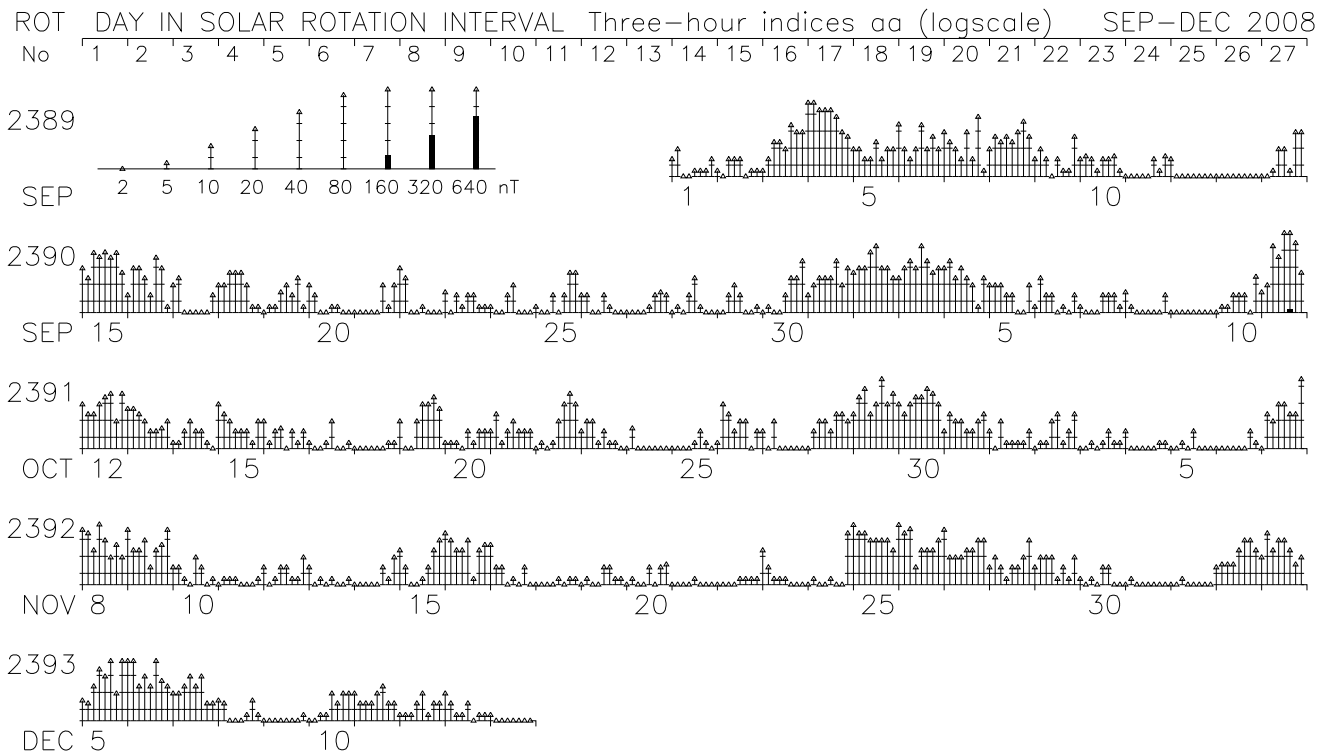 ROT DAY IN SOLAR ROTATION INTERVAL Three-hour indices aa (logscale) SEP-DEC 2008
No 1 2 3 4 5 6 7 8 9 10 11 12 13 14 15 16 17 18 19 20 21 22 23 24 25 26 27
2389
2 5 10 20 40 80 160 320 640 nT
SEP 1 5 10
2390
SEP 15 20 25 30 5 10
2391
OCT 12 15 20 25 30 5
2392
NOV 8 10 15 20 25 30
2393
DEC 5 10